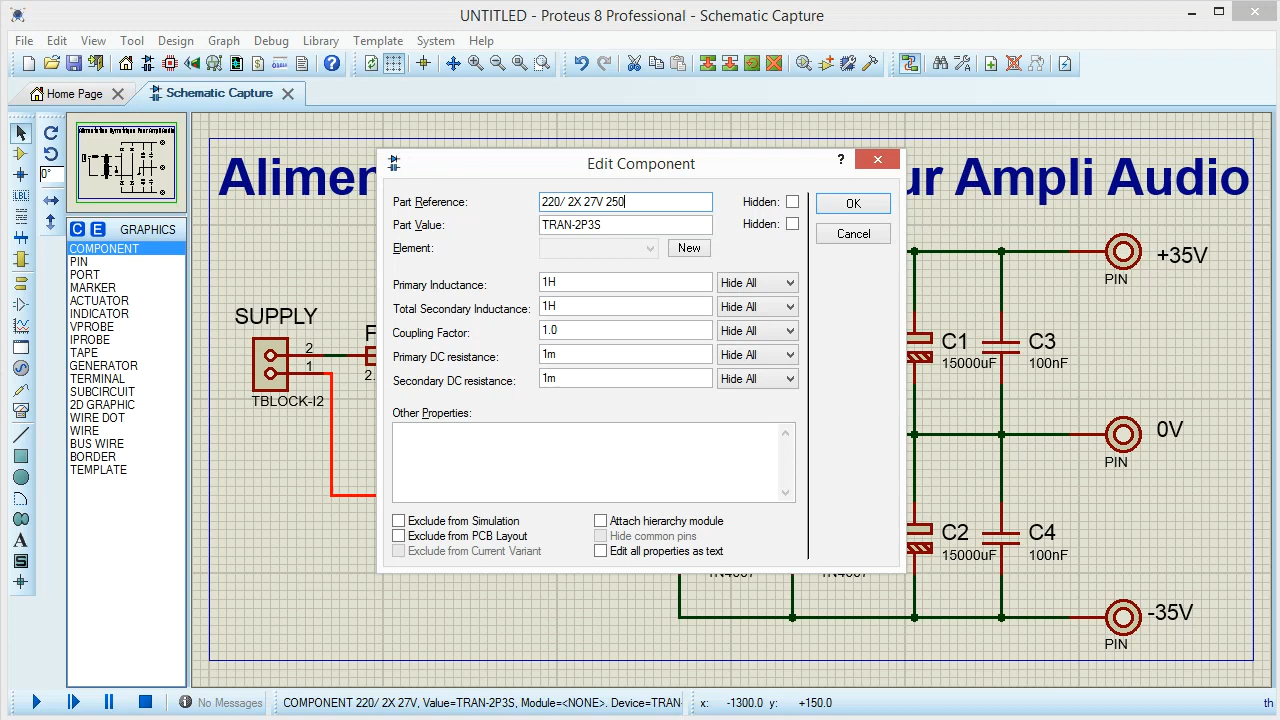 UNTITLED - Proteus 8 Professional - Schematic Capture
File Edit View Tool Design Graph Debug Library Template System Help
Home Page
Schematic Capture
0°
C E GRAPHICS
COMPONENT
PIN
PORT
MARKER
ACTUATOR
INDICATOR
VPROBE
IPROBE
TAPE
GENERATOR
TERMINAL
SUBCIRCUIT
2D GRAPHIC
WIRE DOT
WIRE
BUS WIRE
BORDER
TEMPLATE
Alimen
ur Ampli Audio
SUPPLY
2
1
TBLOCK-I2
F
2.
Edit Component
?
Part Reference: 220/ 2X 27V 250 Hidden:
Part Value: TRAN-2P3S Hidden:
Element: New
Primary Inductance: 1H Hide All
Total Secondary Inductance: 1H Hide All
Coupling Factor: 1.0 Hide All
Primary DC resistance: 1m Hide All
Secondary DC resistance: 1m Hide All
Other Properties:
Exclude from Simulation Attach hierarchy module
Exclude from PCB Layout Hide common pins
Exclude from Current Variant Edit all properties as text
OK
Cancel
+35V
PIN
C1
15000uF
C3
100nF
0V
PIN
C2
15000uF
C4
100nF
-35V
PIN
No Messages
COMPONENT 220/ 2X 27V, Value=TRAN-2P3S, Module=<NONE>. Device=TRAN-
-1300.0 y: +150.0 th